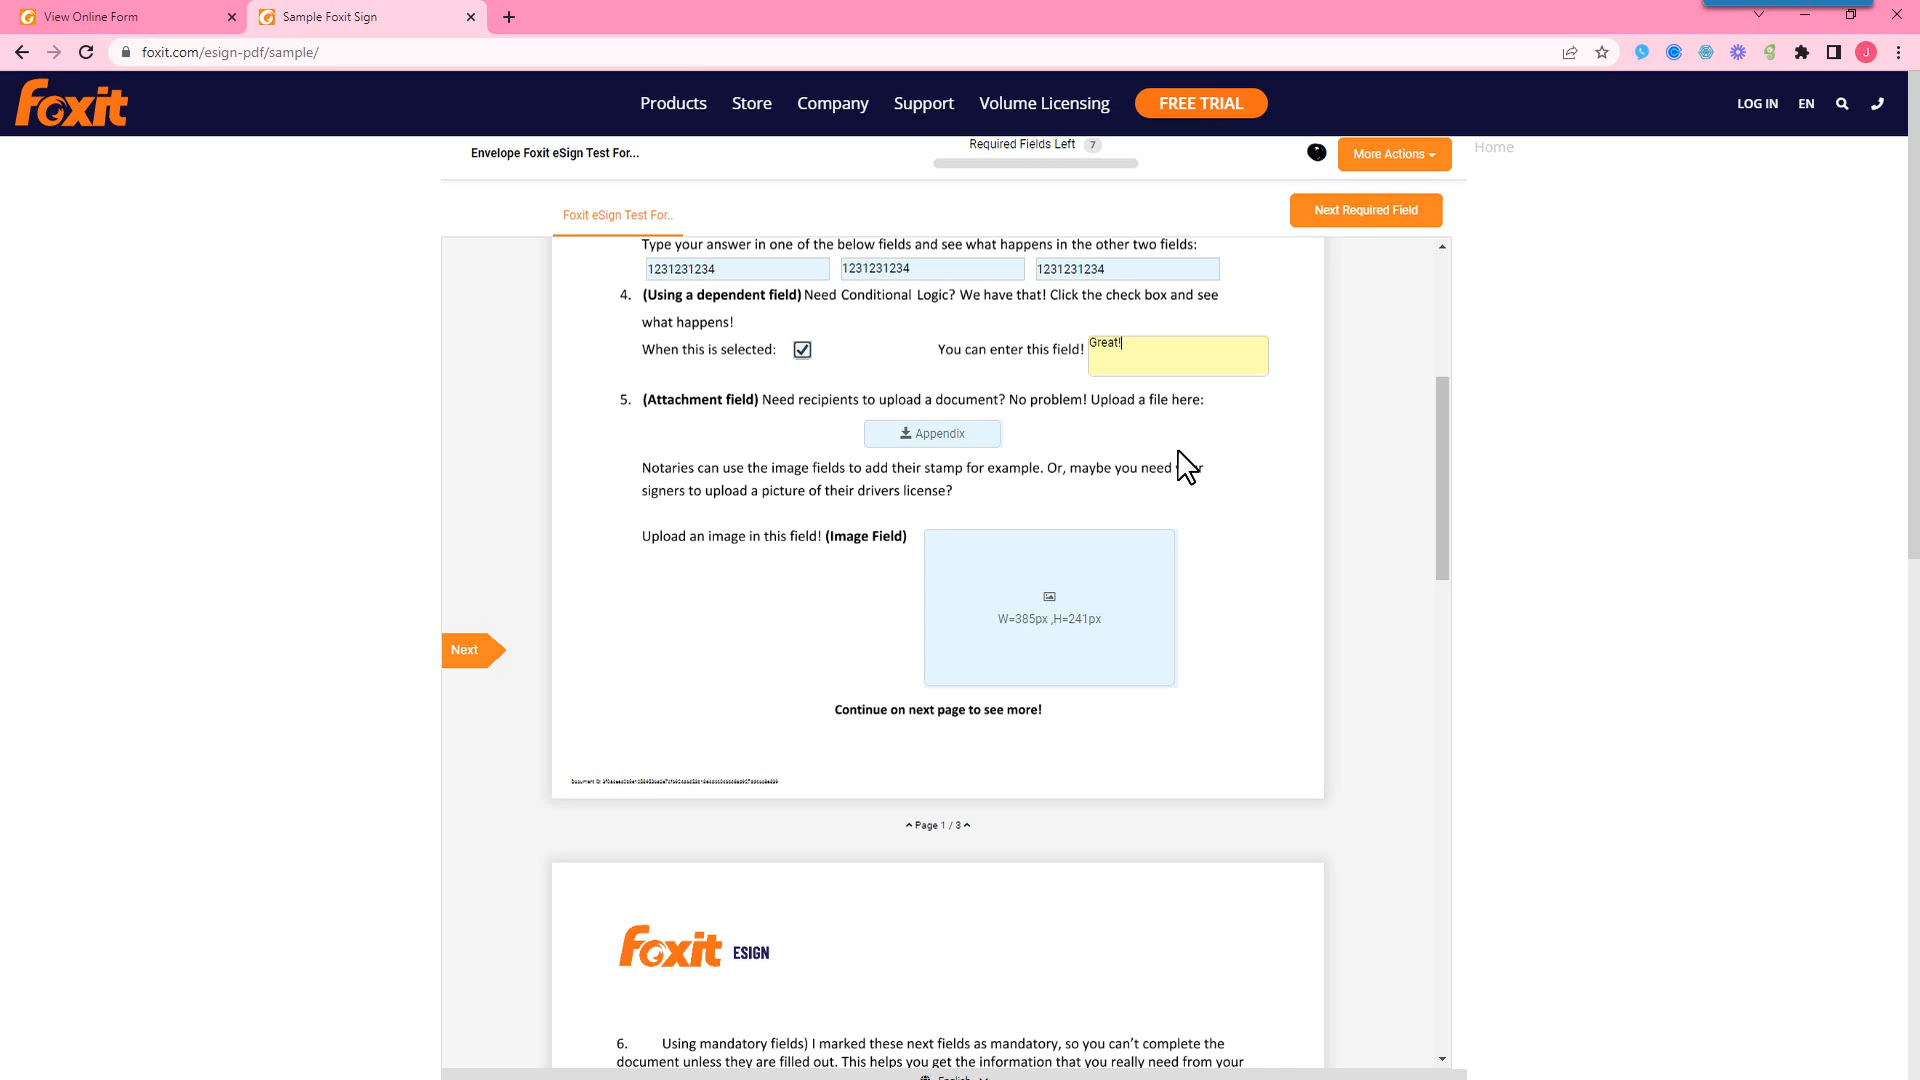 View Online Form
Sample Foxit Sign
foxit.com/esign-pdf/sample/
J
Foxit
Products
Store
Company
Support
Volume Licensing
FREE TRIAL
LOG IN
EN
Envelope Foxit eSign Test For...
Required Fields Left 7
More Actions
Home
Foxit eSign Test For..
Next Required Field
Type your answer in one of the below fields and see what happens in the other two fields:
1231231234 1231231234 1231231234
4. (Using a dependent field) Need Conditional Logic? We have that! Click the check box and see
what happens!
When this is selected: You can enter this field! Great!
5. (Attachment field) Need recipients to upload a document? No problem! Upload a file here:
Appendix
Notaries can use the image fields to add their stamp for example. Or, maybe you need
signers to upload a picture of their drivers license?
Upload an image in this field! (Image Field)
W=385px ,H=241px
Next
Continue on next page to see more!
Document ID:
Page 1 / 3
foxit ESIGN
6. Using mandatory fields) I marked these next fields as mandatory, so you can't complete the
document unless they are filled out. This helps you get the information that you really need from your
English